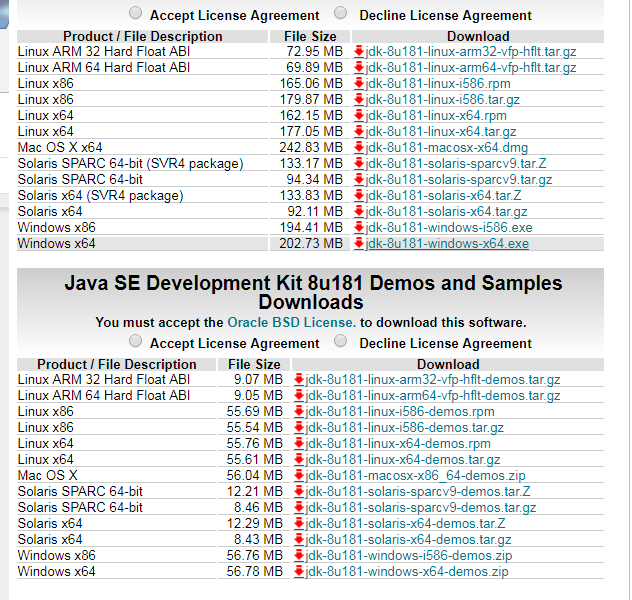 Accept License Agreement Decline License Agreement
Product / File Description File Size Download
Linux ARM 32 Hard Float ABI 72.95 MB jdk-8u181-linux-arm32-vfp-hflt.tar.gz
Linux ARM 64 Hard Float ABI 69.89 MB jdk-8u181-linux-arm64-vfp-hflt.tar.gz
Linux x86 165.06 MB jdk-8u181-linux-i586.rpm
Linux x86 179.87 MB jdk-8u181-linux-i586.tar.gz
Linux x64 162.15 MB jdk-8u181-linux-x64.rpm
Linux x64 177.05 MB jdk-8u181-linux-x64.tar.gz
Mac OS X x64 242.83 MB jdk-8u181-macosx-x64.dmg
Solaris SPARC 64-bit (SVR4 package) 133.17 MB jdk-8u181-solaris-sparcv9.tar.Z
Solaris SPARC 64-bit 94.34 MB jdk-8u181-solaris-sparcv9.tar.gz
Solaris x64 (SVR4 package) 133.83 MB jdk-8u181-solaris-x64.tar.Z
Solaris x64 92.11 MB jdk-8u181-solaris-x64.tar.gz
Windows x86 194.41 MB jdk-8u181-windows-i586.exe
Windows x64 202.73 MB jdk-8u181-windows-x64.exe
Java SE Development Kit 8u181 Demos and Samples
Downloads
You must accept the Oracle BSD License. to download this software.
Accept License Agreement Decline License Agreement
Product / File Description File Size Download
Linux ARM 32 Hard Float ABI 9.07 MB jdk-8u181-linux-arm32-vfp-hflt-demos.tar.gz
Linux ARM 64 Hard Float ABI 9.05 MB jdk-8u181-linux-arm64-vfp-hflt-demos.tar.gz
Linux x86 55.69 MB jdk-8u181-linux-i586-demos.rpm
Linux x86 55.54 MB jdk-8u181-linux-i586-demos.tar.gz
Linux x64 55.76 MB jdk-8u181-linux-x64-demos.rpm
Linux x64 55.61 MB jdk-8u181-linux-x64-demos.tar.gz
Mac OS X 56.04 MB jdk-8u181-macosx-x86_64-demos.zip
Solaris SPARC 64-bit 12.21 MB jdk-8u181-solaris-sparcv9-demos.tar.Z
Solaris SPARC 64-bit 8.46 MB jdk-8u181-solaris-sparcv9-demos.tar.gz
Solaris x64 12.29 MB jdk-8u181-solaris-x64-demos.tar.Z
Solaris x64 8.43 MB jdk-8u181-solaris-x64-demos.tar.gz
Windows x86 56.76 MB jdk-8u181-windows-i586-demos.zip
Windows x64 56.78 MB jdk-8u181-windows-x64-demos.zip